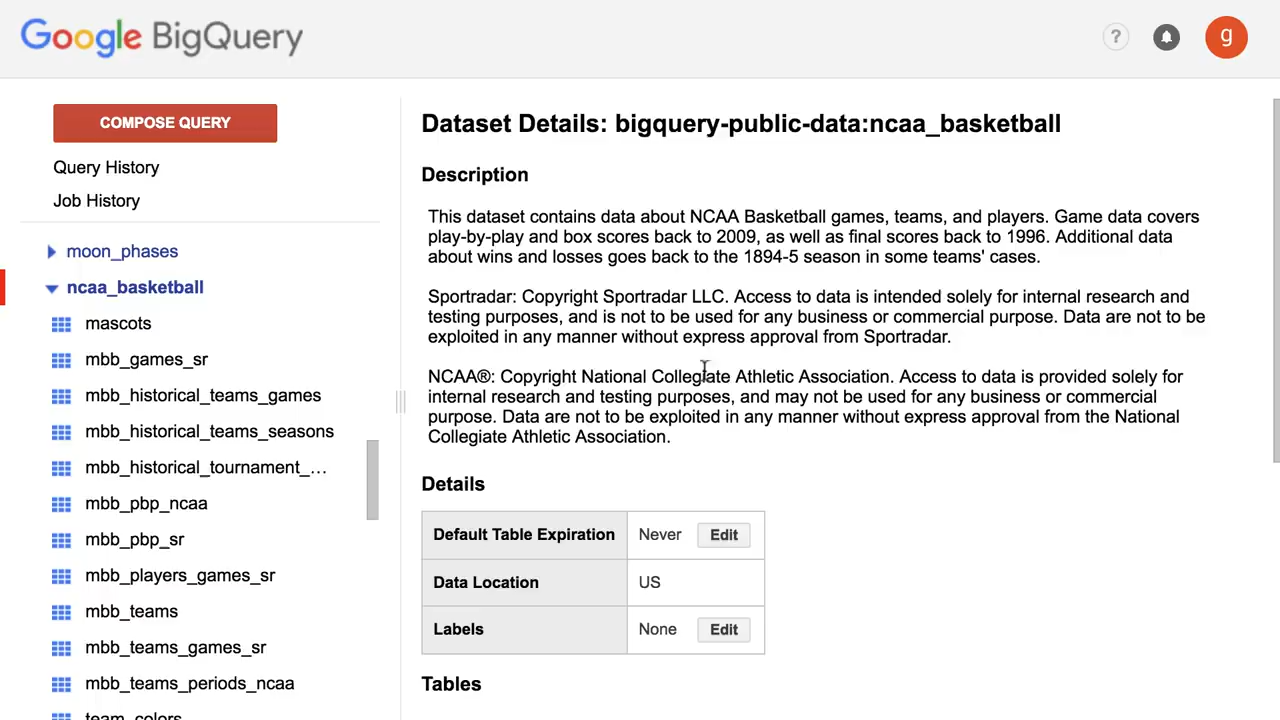 Google BigQuery
?
g
COMPOSE QUERY
Query History
Job History
moon_phases
ncaa_basketball
mascots
mbb_games_sr
mbb_historical_teams_games
mbb_historical_teams_seasons
mbb_historical_tournament_...
mbb_pbp_ncaa
mbb_pbp_sr
mbb_players_games_sr
mbb_teams
mbb_teams_games_sr
mbb_teams_periods_ncaa
team_colors
Dataset Details: bigquery-public-data:ncaa_basketball
Description
This dataset contains data about NCAA Basketball games, teams, and players. Game data covers
play-by-play and box scores back to 2009, as well as final scores back to 1996. Additional data
about wins and losses goes back to the 1894-5 season in some teams' cases.
Sportradar: Copyright Sportradar LLC. Access to data is intended solely for internal research and
testing purposes, and is not to be used for any business or commercial purpose. Data are not to be
exploited in any manner without express approval from Sportradar.
NCAA®: Copyright National Collegiate Athletic Association. Access to data is provided solely for
internal research and testing purposes, and may not be used for any business or commercial
purpose. Data are not to be exploited in any manner without express approval from the National
Collegiate Athletic Association.
Details
Default Table Expiration Never Edit
Data Location US
Labels None Edit
Tables